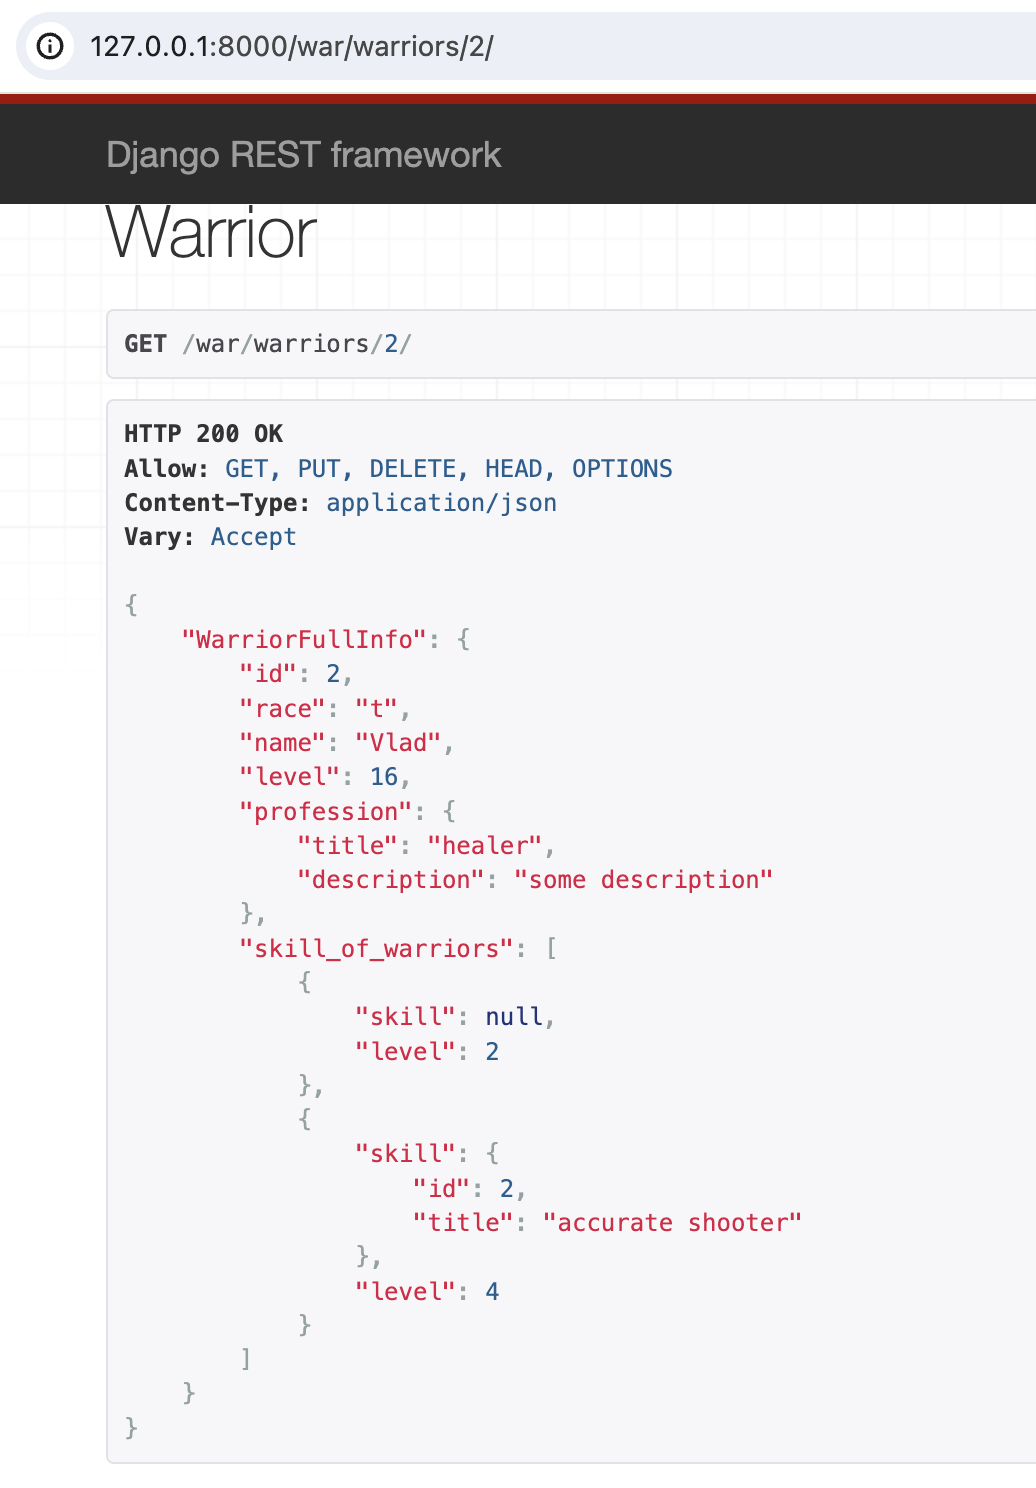 127.0.0.1:8000/war/warriors/2/
Django REST framework
Warrior
GET /war/warriors/2/
HTTP 200 OK
Allow: GET, PUT, DELETE, HEAD, OPTIONS
Content-Type: application/json
Vary: Accept
{
    "WarriorFullInfo": {
        "id": 2,
        "race": "t",
        "name": "Vlad",
        "level": 16,
        "profession": {
            "title": "healer",
            "description": "some description"
        },
        "skill_of_warriors": [
            {
                "skill": null,
                "level": 2
            },
            {
                "skill": {
                    "id": 2,
                    "title": "accurate shooter"
                },
                "level": 4
            }
        ]
    }
}